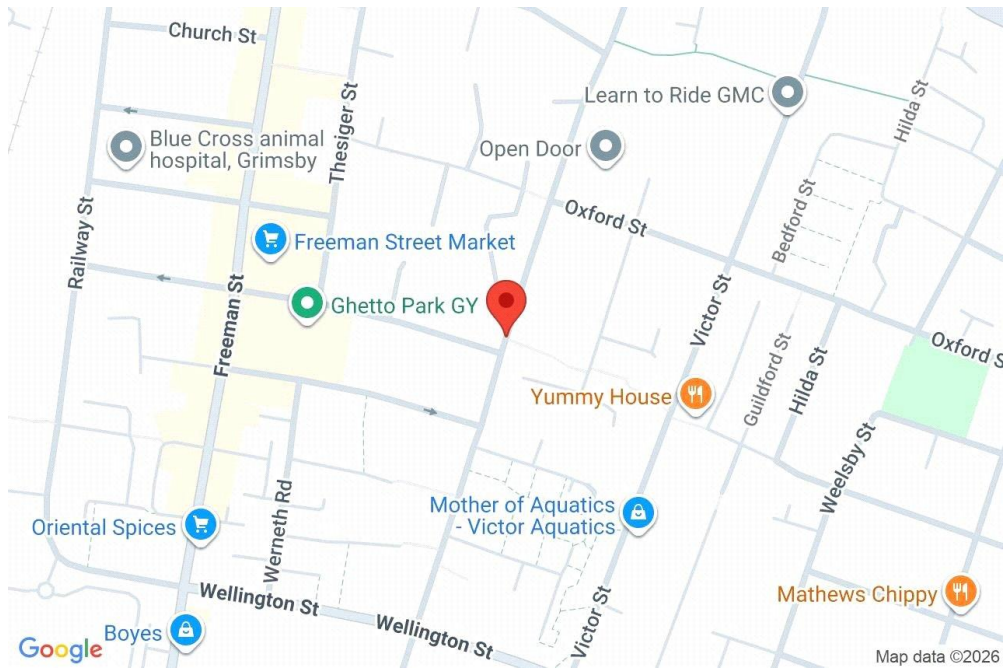 Church St
Thesiger St
Learn to Ride GMC
Hilda St
Blue Cross animal
hospital, Grimsby
Open Door
Railway St
Oxford St
Bedford St
Freeman Street Market
Freeman St
Ghetto Park GY
Victor St
Oxford S
Guildford St
Hilda St
Yummy House
Weelsby St
Mother of Aquatics
- Victor Aquatics
Oriental Spices
Werneth Rd
Wellington St
Wellington St
Victor St
Mathews Chippy
Boyes
Google
Map data ©2026